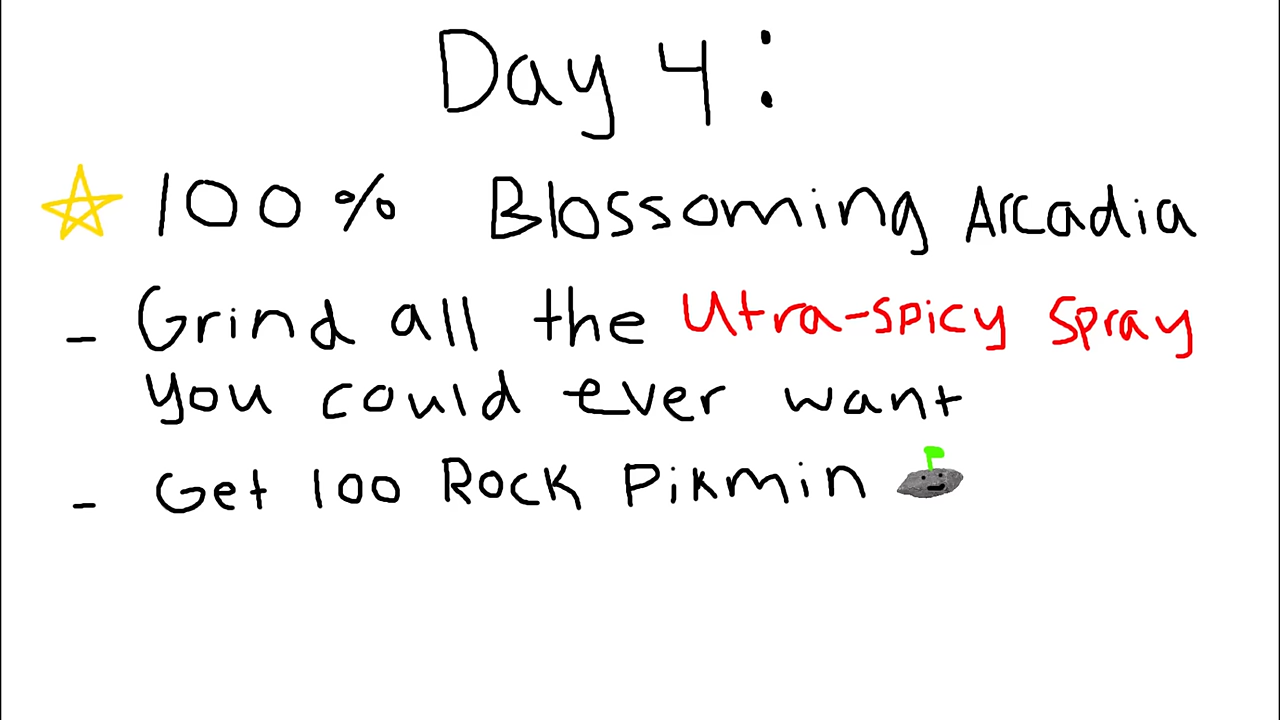 Day 4:
100% Blossoming Arcadia
- Grind all the Utra-spicy Spray
you could ever want
- Get 100 Rock Pikmin